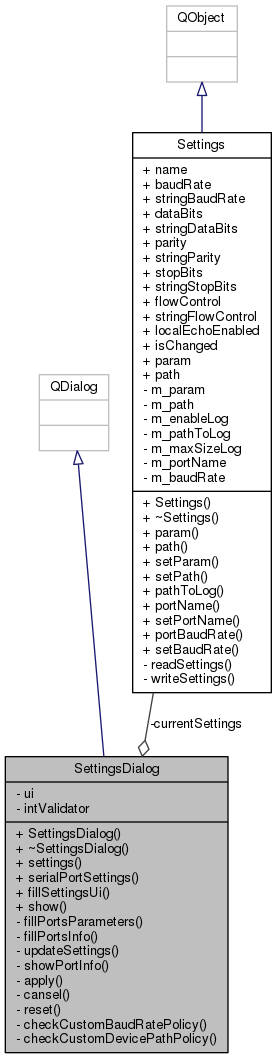 QObject
Settings
+ name
+ baudRate
+ stringBaudRate
+ dataBits
+ stringDataBits
+ parity
+ stringParity
+ stopBits
+ stringStopBits
+ flowControl
+ stringFlowControl
+ localEchoEnabled
+ isChanged
+ param
+ path
- m_param
- m_path
- m_enableLog
- m_pathToLog
- m_maxSizeLog
- m_portName
- m_baudRate
+ Settings()
+ ~Settings()
+ param()
+ path()
+ setParam()
+ setPath()
+ pathToLog()
+ portName()
+ setPortName()
+ portBaudRate()
+ setBaudRate()
- readSettings()
- writeSettings()
QDialog
-currentSettings
SettingsDialog
- ui
- intValidator
+ SettingsDialog()
+ ~SettingsDialog()
+ settings()
+ serialPortSettings()
+ fillSettingsUi()
+ show()
- fillPortsParameters()
- fillPortsInfo()
- updateSettings()
- showPortInfo()
- apply()
- cansel()
- reset()
- checkCustomBaudRatePolicy()
- checkCustomDevicePathPolicy()